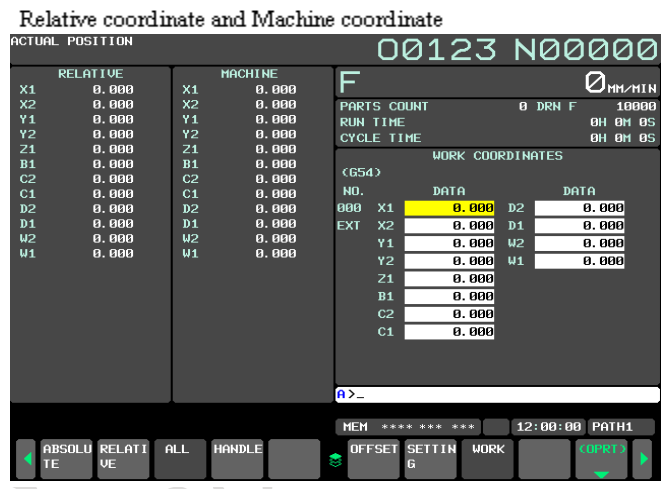 Relative coordinate and Machine coordinate
ACTUAL POSITION
O0123 N00000
RELATIVE
X1 0.000
X2 0.000
Y1 0.000
Y2 0.000
Z1 0.000
B1 0.000
C2 0.000
C1 0.000
D2 0.000
D1 0.000
W2 0.000
W1 0.000
MACHINE
X1 0.000
X2 0.000
Y1 0.000
Y2 0.000
Z1 0.000
B1 0.000
C2 0.000
C1 0.000
D2 0.000
D1 0.000
W2 0.000
W1 0.000
F 0 MM/MIN
PARTS COUNT 0 DRN F 10000
RUN TIME 0H 0M 0S
CYCLE TIME 0H 0M 0S
WORK COORDINATES
(G54)
NO. DATA DATA
000 X1 0.000 D2 0.000
EXT X2 0.000 D1 0.000
Y1 0.000 W2 0.000
Y2 0.000 W1 0.000
Z1 0.000
B1 0.000
C2 0.000
C1 0.000
A>_
MEM **** *** *** 12:00:00 PATH1
ABSOLU
TE
RELATI
VE
ALL
HANDLE
OFFSET
SETTIN
G
WORK
(OPRT)